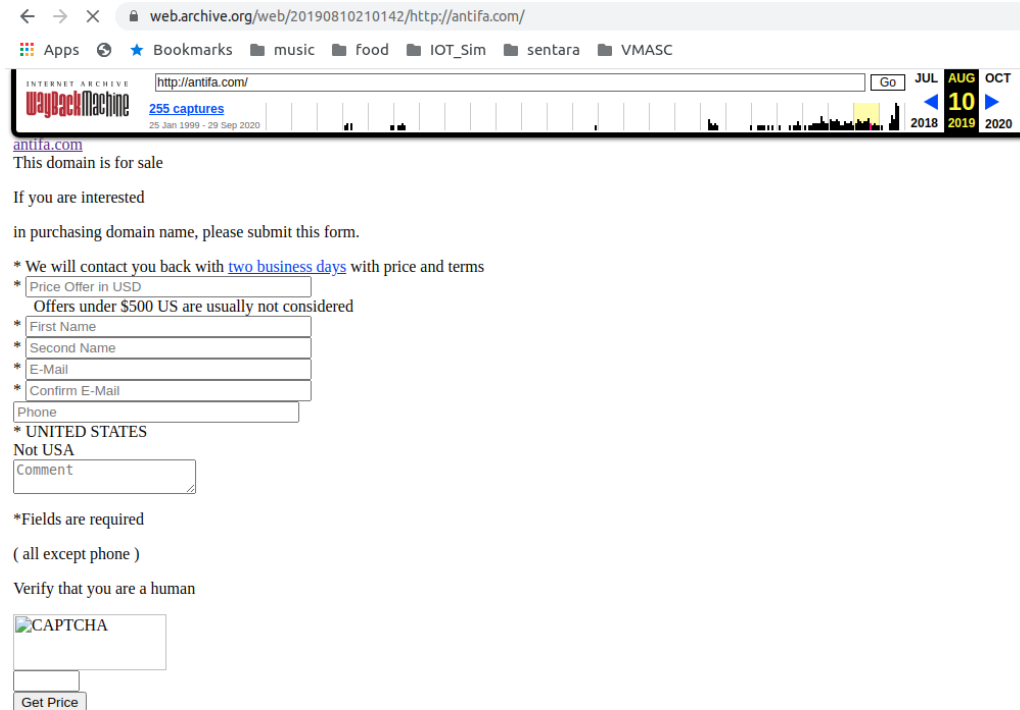 web.archive.org/web/20190810210142/http://antifa.com/
Apps Bookmarks music food IOT_Sim sentara VMASC
INTERNET ARCHIVE
WayBackMachine
http://antifa.com/ Go JUL AUG OCT
255 captures 10
25 Jan 1999 - 29 Sep 2020 2018 2019 2020
antifa.com
This domain is for sale
If you are interested
in purchasing domain name, please submit this form.
* We will contact you back with two business days with price and terms
* Price Offer in USD
Offers under $500 US are usually not considered
* First Name
* Second Name
* E-Mail
* Confirm E-Mail
Phone
* UNITED STATES
Not USA
Comment
*Fields are required
( all except phone )
Verify that you are a human
CAPTCHA
Get Price